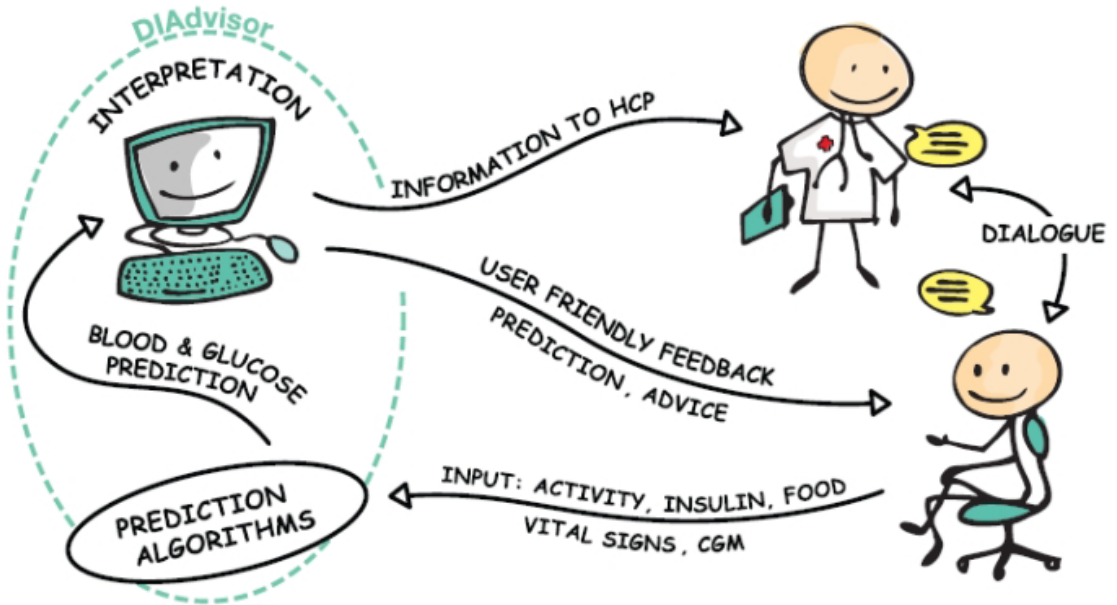 DIAdvisor
INTERPRETATION
INFORMATION TO HCP
DIALOGUE
USER FRIENDLY FEEDBACK
PREDICTION, ADVICE
BLOOD & GLUCOSE
PREDICTION
INPUT: ACTIVITY, INSULIN, FOOD
VITAL SIGNS, CGM
PREDICTION
ALGORITHMS